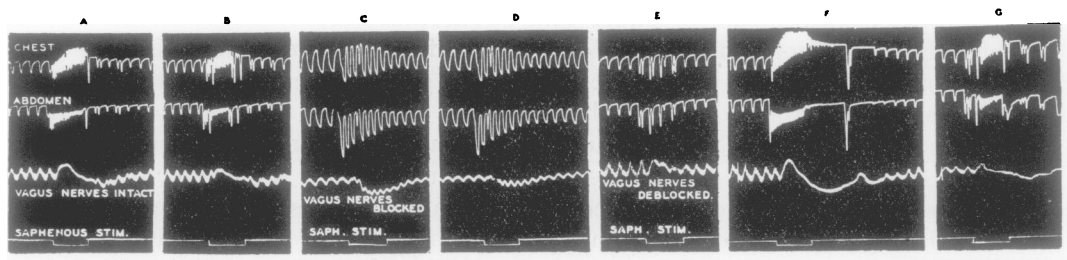 A B C D E F G
CHEST
ABDOMEN
VAGUS NERVES INTACT
VAGUS NERVES
BLOCKED
VAGUS NERVES
DEBLOCKED.
SAPHENOUS STIM.
SAPH. STIM.
SAPH. STIM.